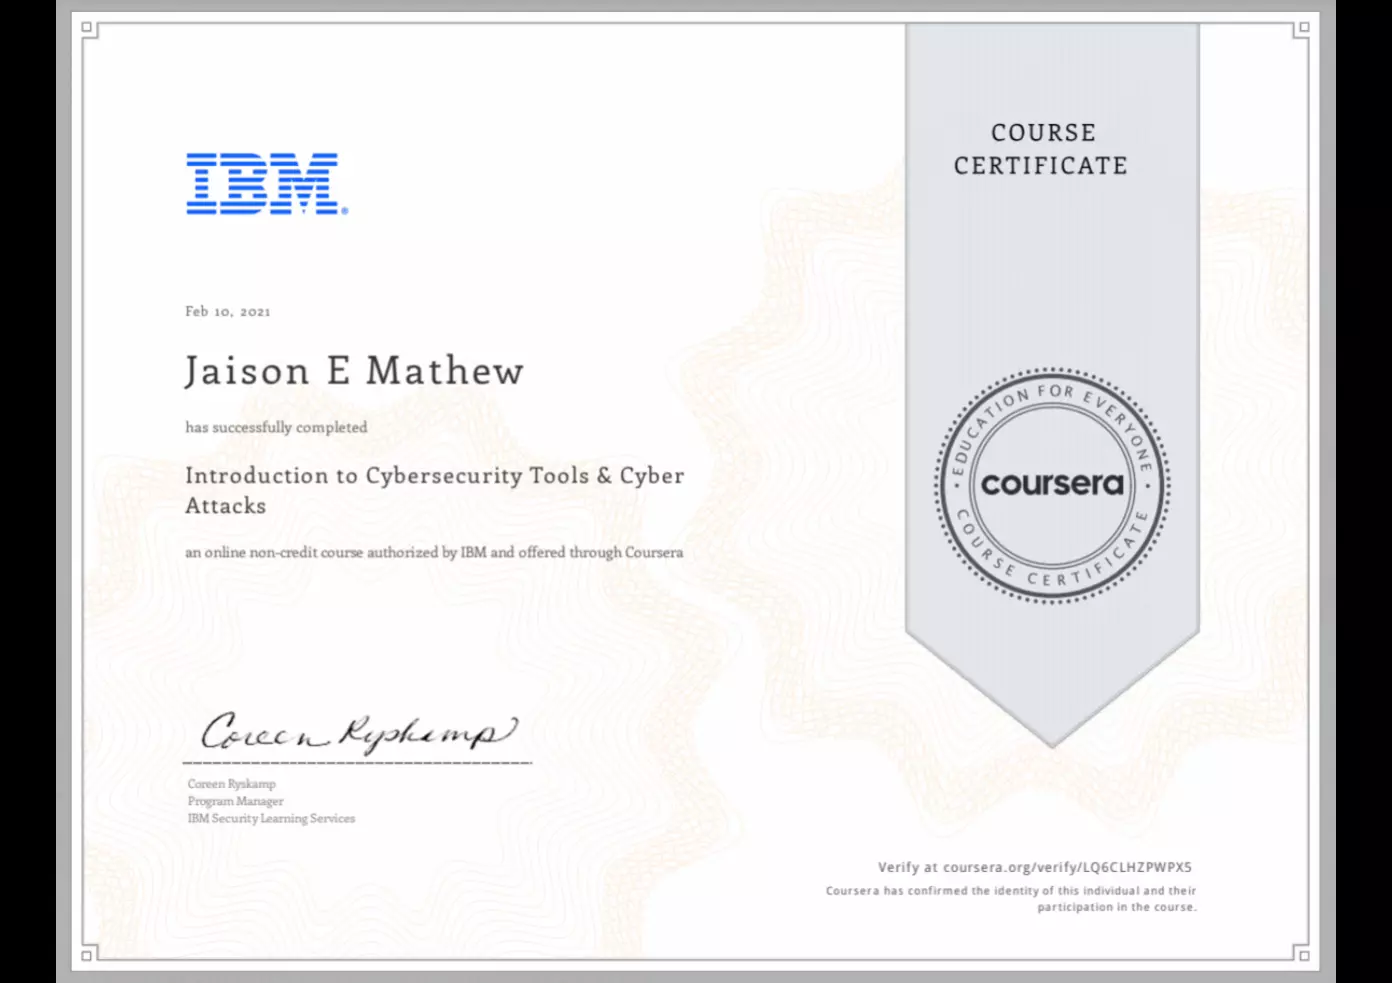 IBM®
Feb 10, 2021
Jaison E Mathew
has successfully completed
Introduction to Cybersecurity Tools & Cyber
Attacks
an online non-credit course authorized by IBM and offered through Coursera
Coreen Ryskamp
Coreen Ryskamp
Program Manager
IBM Security Learning Services
COURSE
CERTIFICATE
EDUCATION FOR EVERYONE
coursera
COURSE CERTIFICATE
Verify at coursera.org/verify/LQ6CLHZPWPX5
Coursera has confirmed the identity of this individual and their
participation in the course.